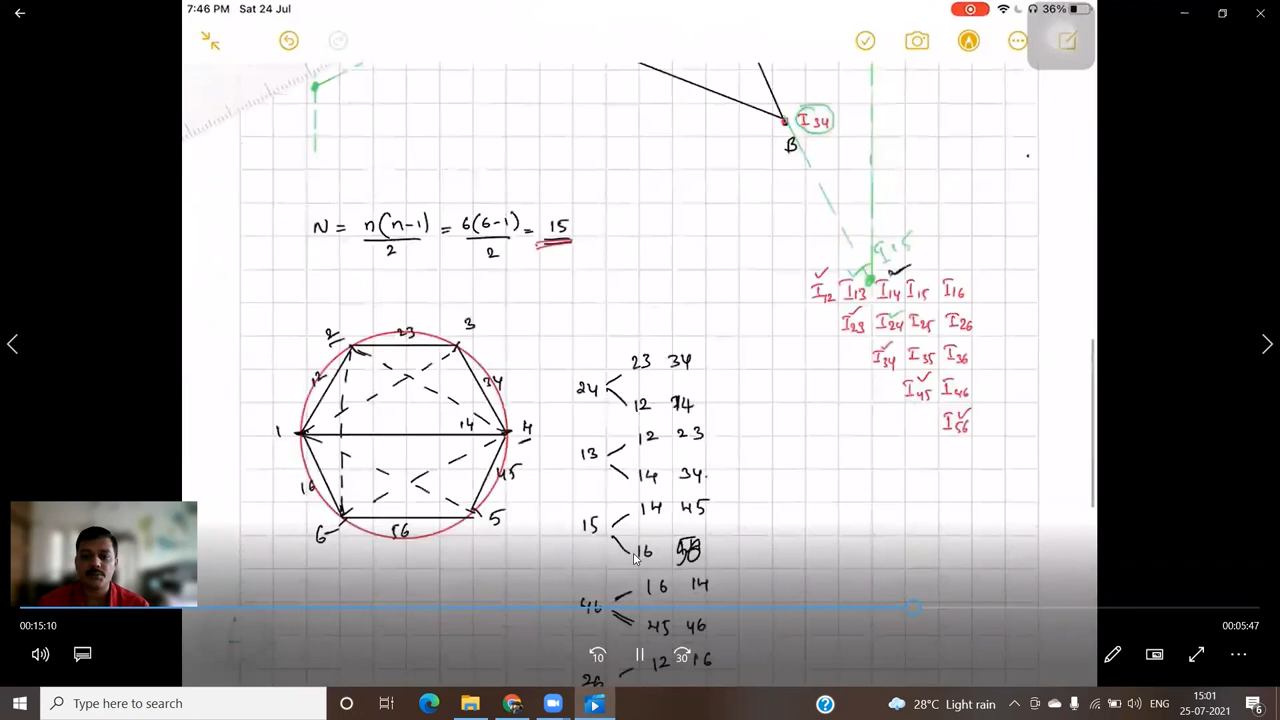 7:46 PM Sat 24 Jul
36%
I34
B
N = n(n-1)/2 = 6(6-1)/2 = 15
I12 I13 I14 I15 I16
I23 I24 I25 I26
I34 I35 I36
I45 I46
I56
2 23 3
12 34
1 14 4
16 45
6 56 5
24 23 34
12 14
13 12 23
14 34
15 14 45
16
46 16 14
45
12 16
00:15:10
00:05:47
10
30
Type here to search
28°C Light rain
ENG
15:01
25-07-2021
6